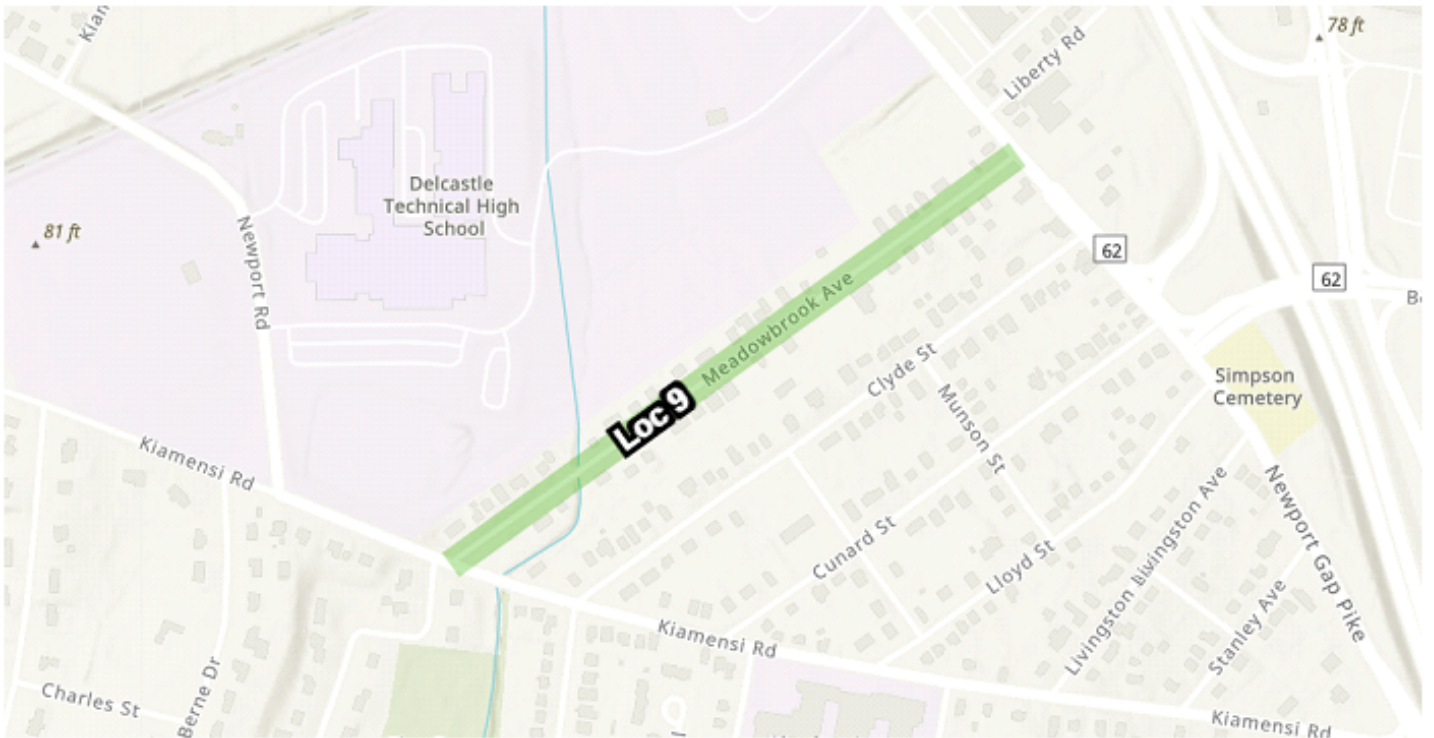 Kian
78 ft
Liberty Rd
Delcastle
Technical High
School
81 ft
Newport Rd
62
62
Meadowbrook Ave
Loc 9
Clyde St
Simpson
Cemetery
Munson St
Kiamensi Rd
Cunard St
Lloyd St
Livingston Ave
Livingston
Newport Gap Pike
Stanley Ave
Kiamensi Rd
Charles St
Berne Dr
Kiamensi Rd